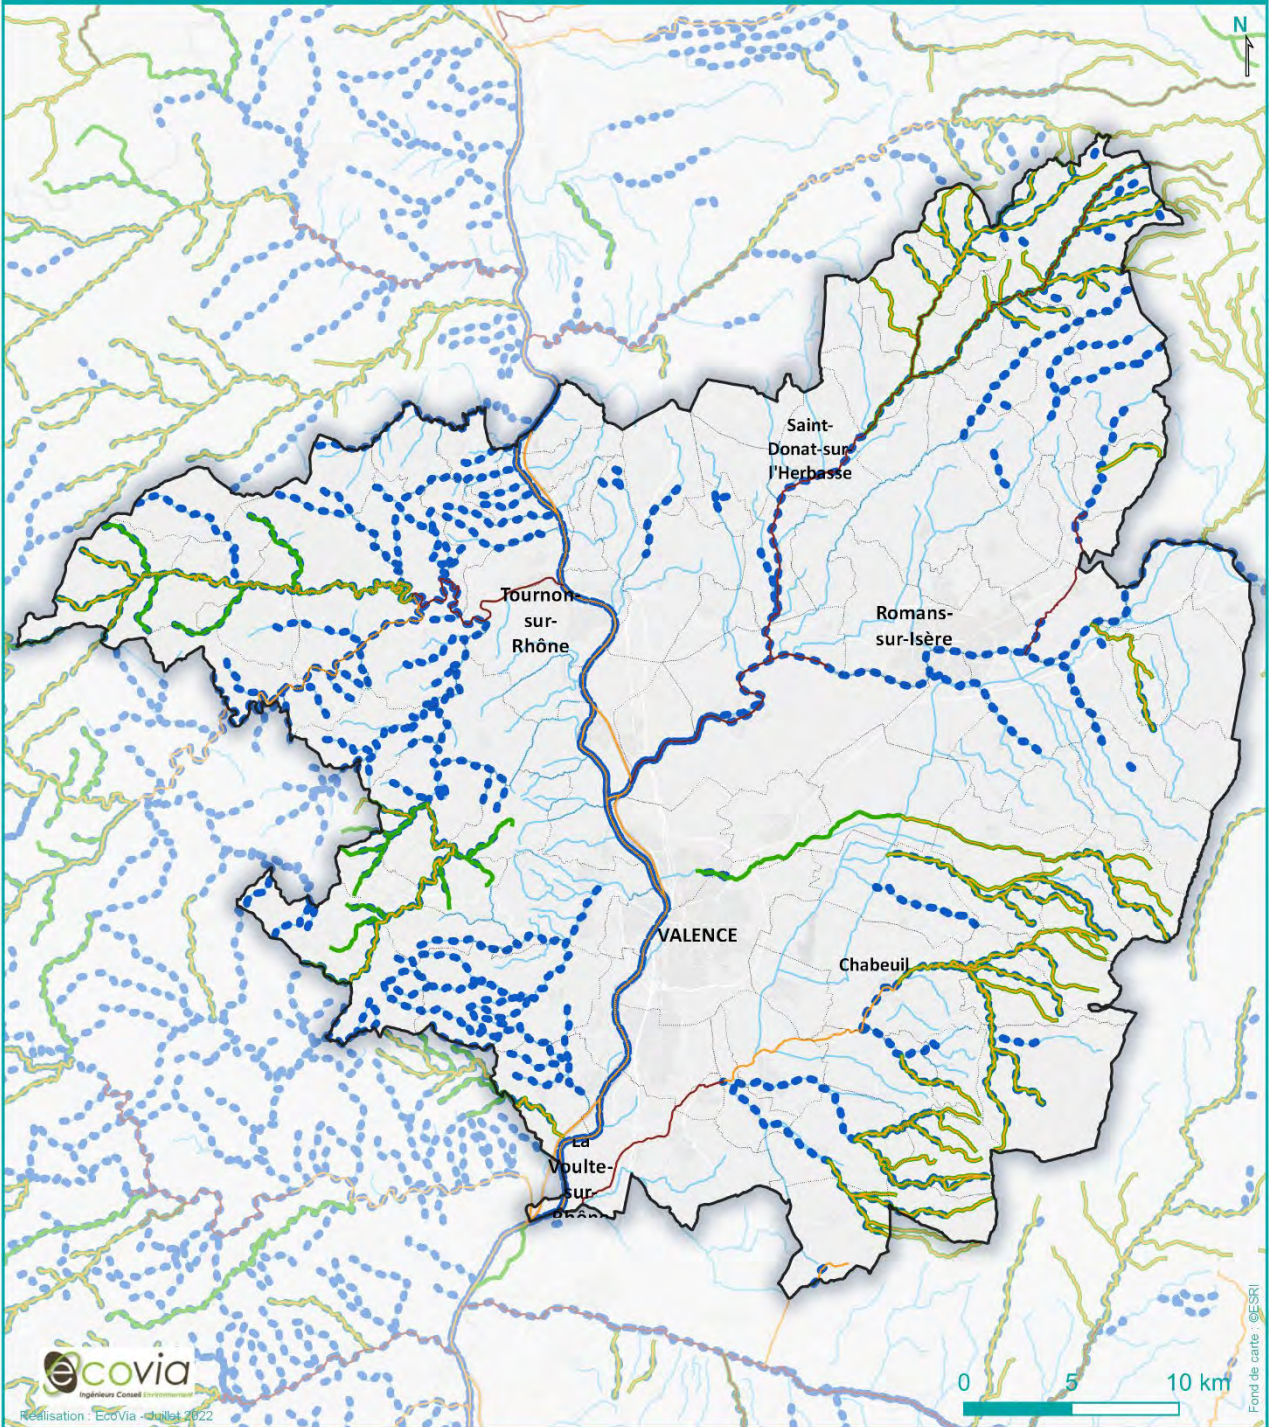 N
Saint-
Donat-sur-
l'Herbasse
Tournon-
sur-
Rhône
Romans-
sur-Isère
VALENCE
Chabeuil
La
Voulte-
sur-
Rhône
ecovia
Ingénieurs Conseil Environnement
Réalisation : EcoVia - Juillet 2022
0 5 10 km
Fond de carte : ©ESRI